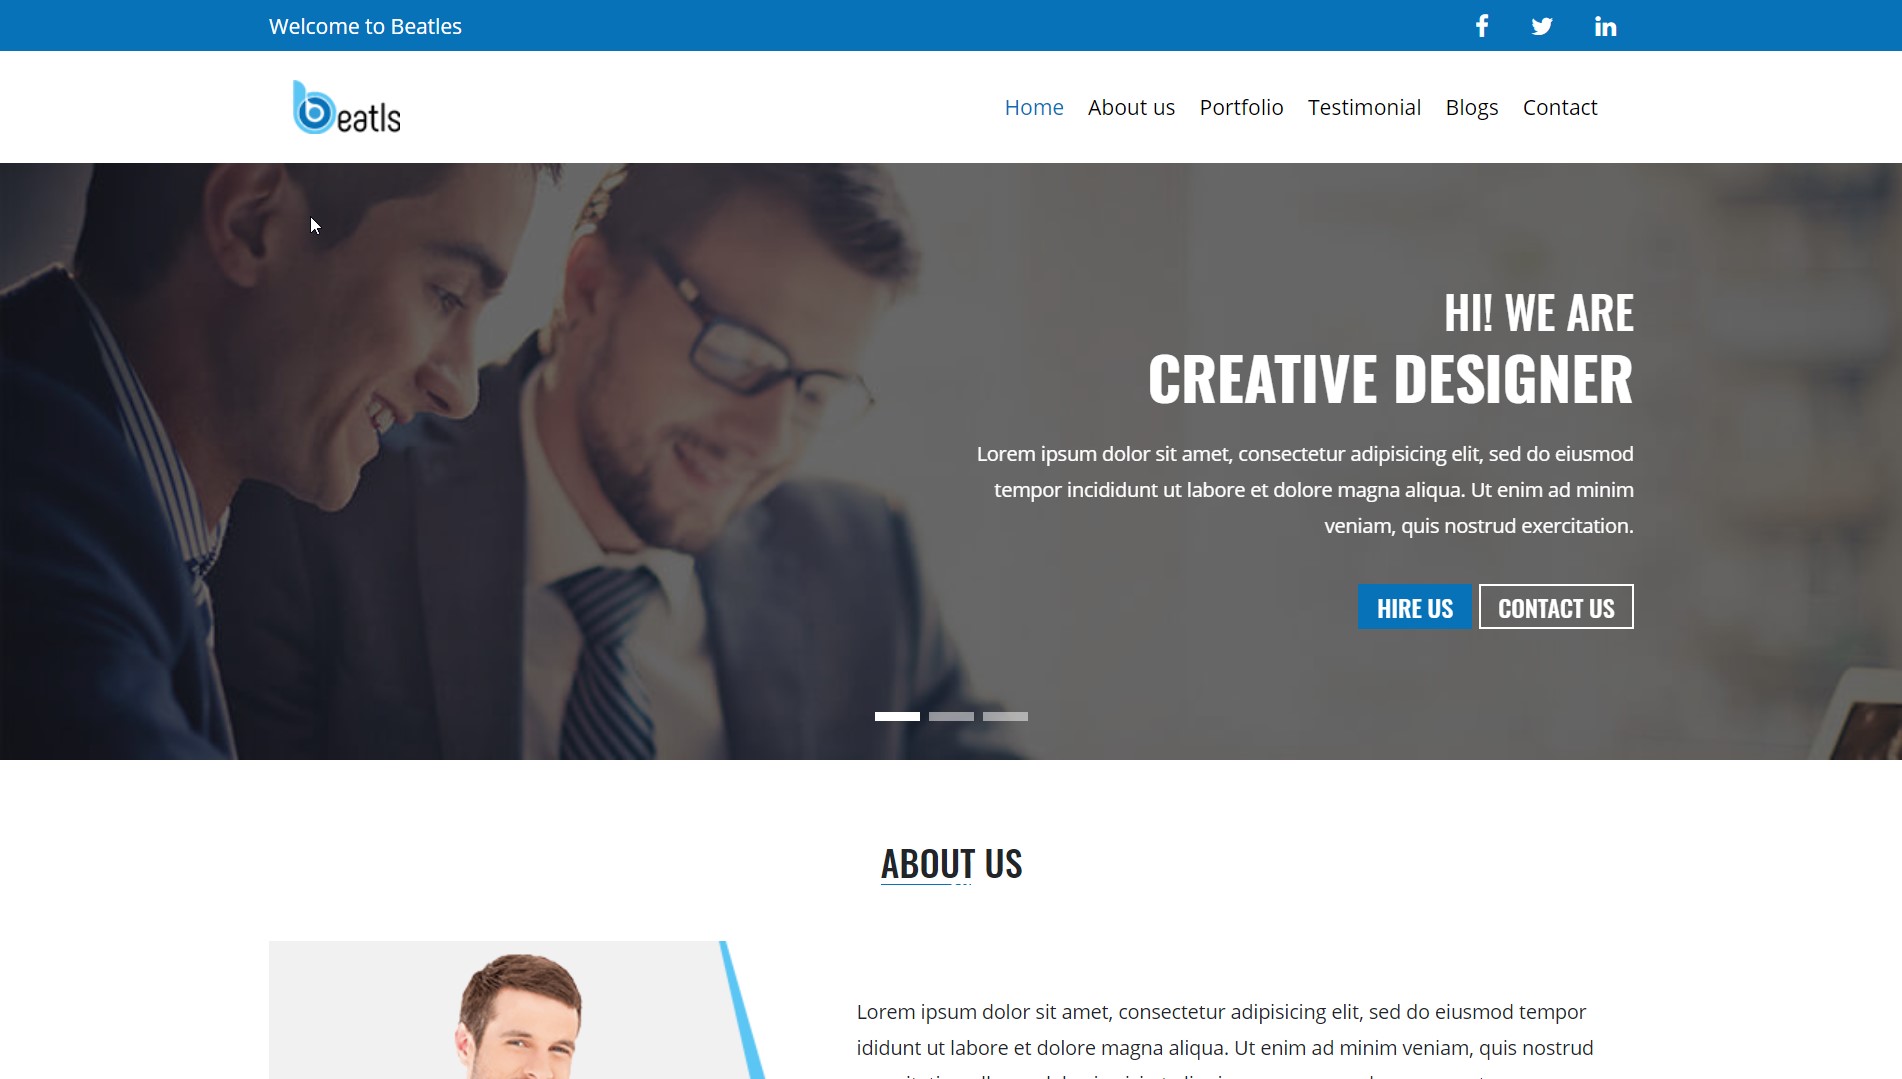 Welcome to Beatles
beatls
Home About us Portfolio Testimonial Blogs Contact
HI! WE ARE
CREATIVE DESIGNER
Lorem ipsum dolor sit amet, consectetur adipisicing elit, sed do eiusmod
tempor incididunt ut labore et dolore magna aliqua. Ut enim ad minim
veniam, quis nostrud exercitation.
HIRE US CONTACT US
ABOUT US
Lorem ipsum dolor sit amet, consectetur adipisicing elit, sed do eiusmod tempor
ididunt ut labore et dolore magna aliqua. Ut enim ad minim veniam, quis nostrud